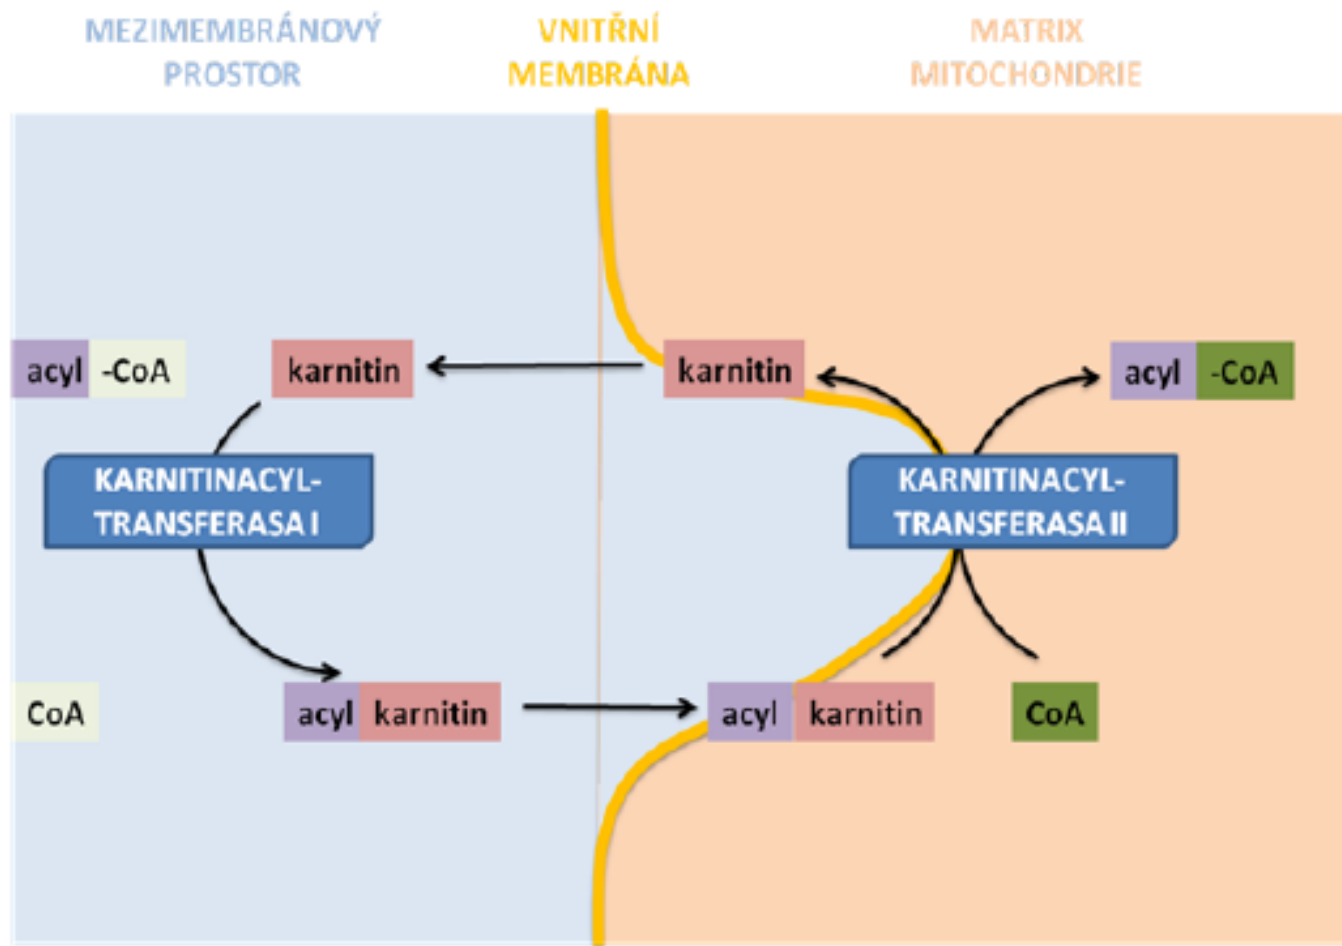 MEZIMEMBRÁNOVÝ
PROSTOR
VNITŘNÍ
MEMBRÁNA
MATRIX
MITOCHONDRIE
acyl -CoA
karnitin
karnitin
acyl -CoA
KARNITINACYL-
TRANSFERASA I
KARNITINACYL-
TRANSFERASA II
CoA
acyl karnitin
acyl karnitin
CoA